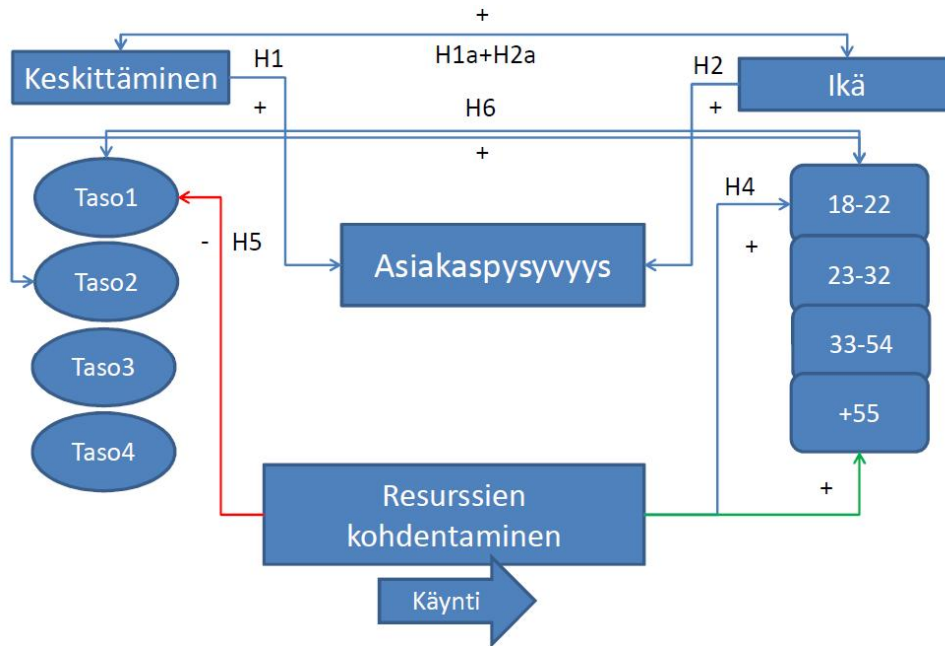 +
Keskittäminen
H1
H1a+H2a
H2
Ikä
+
H6
+
+
Taso1
Taso2
Taso3
Taso4
-
H5
Asiakaspysyvyys
H4
+
18-22
23-32
33-54
+55
+
Resurssien
kohdentaminen
Käynti